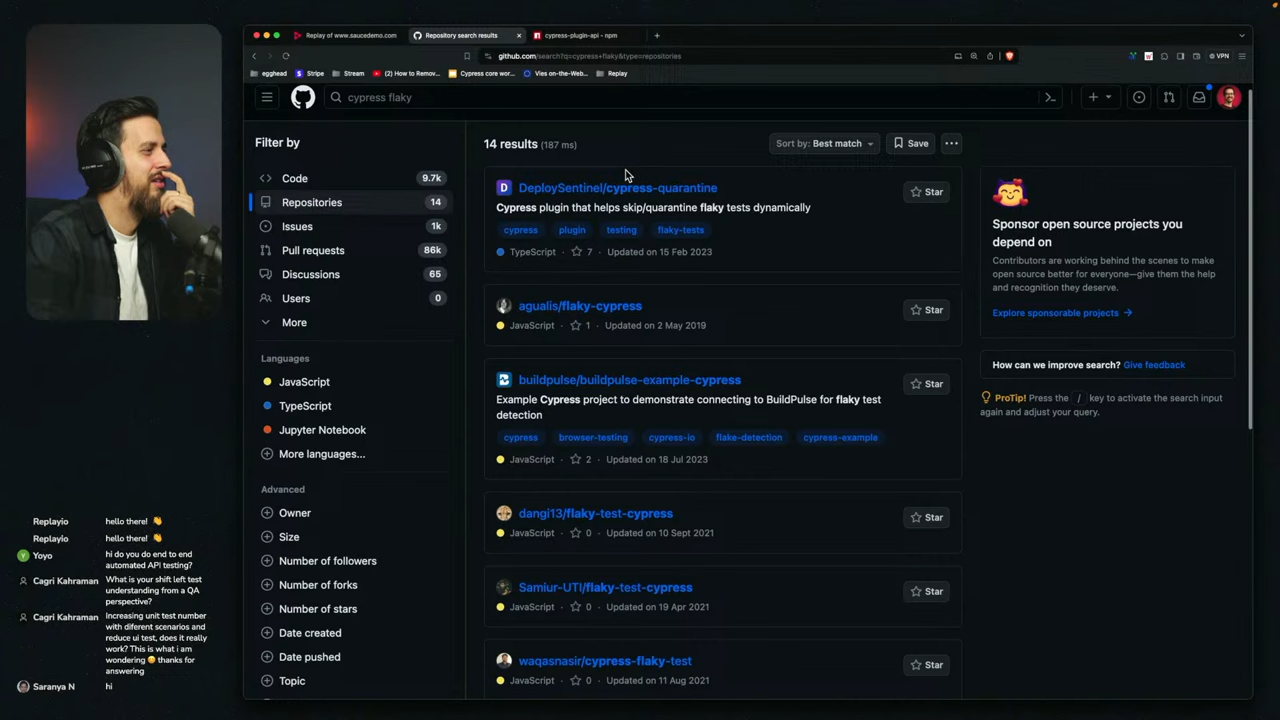 Replay of www.saucedemo.com
Repository search results
cypress-plugin-api - npm
github.com/search?q=cypress+flaky&type=repositories
VPN
egghead
Stripe
Stream
(2) How to Remov...
Cypress core wor...
Vies on-the-Web...
Replay
cypress flaky
Filter by
Code 9.7k
Repositories 14
Issues 1k
Pull requests 86k
Discussions 65
Users 0
More
Languages
JavaScript
TypeScript
Jupyter Notebook
More languages...
Advanced
Owner
Size
Number of followers
Number of forks
Number of stars
Date created
Date pushed
Topic
14 results (187 ms)
Sort by: Best match
Save
DeploySentinel/cypress-quarantine
Star
Cypress plugin that helps skip/quarantine flaky tests dynamically
cypress plugin testing flaky-tests
TypeScript · 7 · Updated on 15 Feb 2023
agualis/flaky-cypress
Star
JavaScript · 1 · Updated on 2 May 2019
buildpulse/buildpulse-example-cypress
Star
Example Cypress project to demonstrate connecting to BuildPulse for flaky test
detection
cypress browser-testing cypress-io flake-detection cypress-example
JavaScript · 2 · Updated on 18 Jul 2023
dangi13/flaky-test-cypress
Star
JavaScript · 0 · Updated on 10 Sept 2021
Samiur-UTI/flaky-test-cypress
Star
JavaScript · 0 · Updated on 19 Apr 2021
waqasnasir/cypress-flaky-test
Star
JavaScript · 0 · Updated on 11 Aug 2021
Sponsor open source projects you
depend on
Contributors are working behind the scenes to make
open source better for everyone—give them the help
and recognition they deserve.
Explore sponsorable projects →
How can we improve search? Give feedback
ProTip! Press the / key to activate the search input
again and adjust your query.
Replayio hello there! 👋
Replayio hello there! 👋
Y Yoyo hi do you do end to end
automated API testing?
Cagri Kahraman What is your shift left test
understanding from a QA
perspective?
Cagri Kahraman Increasing unit test number
with diferent scenarios and
reduce ui test, does it really
work? This is what i am
wondering 😊 thanks for
answering
Saranya N hi